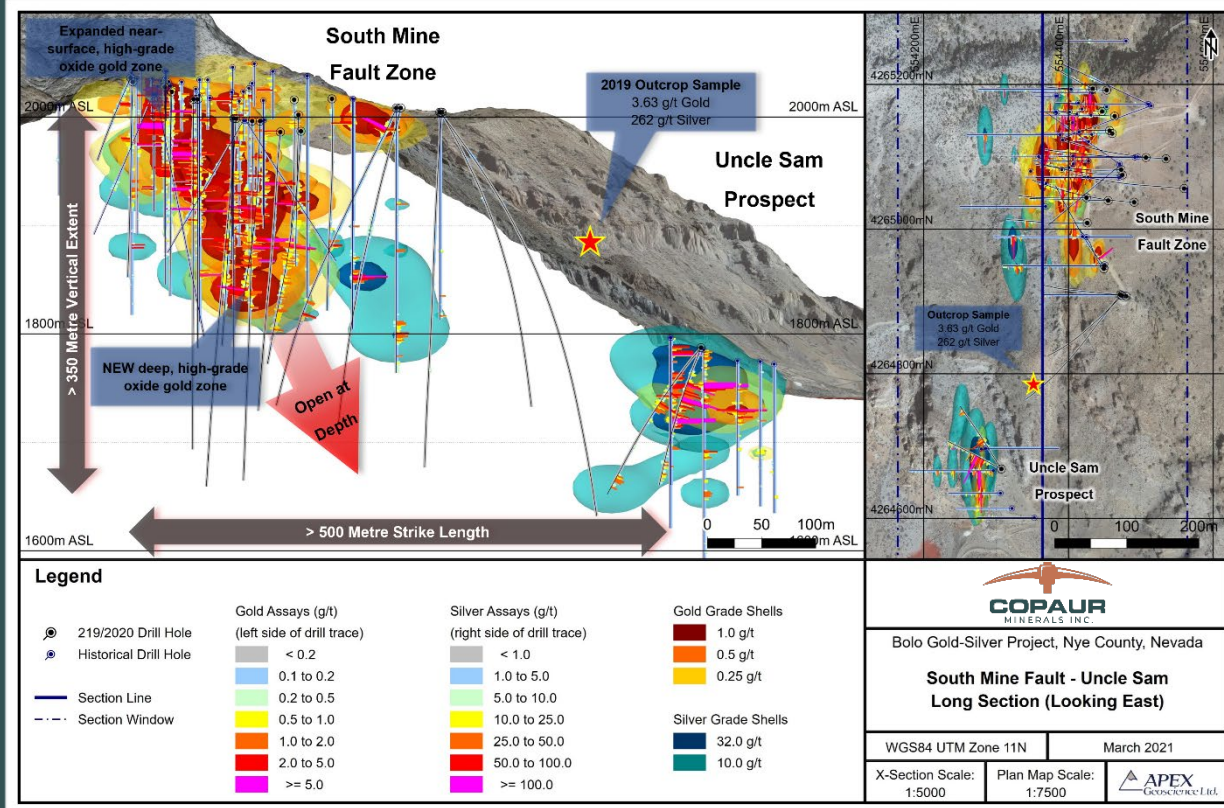 Expanded near-
surface, high-grade
oxide gold zone
South Mine
Fault Zone
2019 Outcrop Sample
3.63 g/t Gold
262 g/t Silver
Uncle Sam
Prospect
2000m ASL
2000m ASL
1800m ASL
1800m ASL
1600m ASL
> 350 Metre Vertical Extent
NEW deep, high-grade
oxide gold zone
Open at
Depth
> 500 Metre Strike Length
0 50 100m
554200mE
554400mE
N
4265200mN
4265000mN
4264800mN
4264600mN
South Mine
Fault Zone
Outcrop Sample
3.63 g/t Gold
262 g/t Silver
Uncle Sam
Prospect
0 100 200m
Legend
219/2020 Drill Hole
Historical Drill Hole
Section Line
Section Window
Gold Assays (g/t)
(left side of drill trace)
< 0.2
0.1 to 0.2
0.2 to 0.5
0.5 to 1.0
1.0 to 2.0
2.0 to 5.0
>= 5.0
Silver Assays (g/t)
(right side of drill trace)
< 1.0
1.0 to 5.0
5.0 to 10.0
10.0 to 25.0
25.0 to 50.0
50.0 to 100.0
>= 100.0
Gold Grade Shells
1.0 g/t
0.5 g/t
0.25 g/t
Silver Grade Shells
32.0 g/t
10.0 g/t
COPAUR
MINERALS INC.
Bolo Gold-Silver Project, Nye County, Nevada
South Mine Fault - Uncle Sam
Long Section (Looking East)
WGS84 UTM Zone 11N
March 2021
X-Section Scale:
1:5000
Plan Map Scale:
1:7500
APEX
Geoscience Ltd.